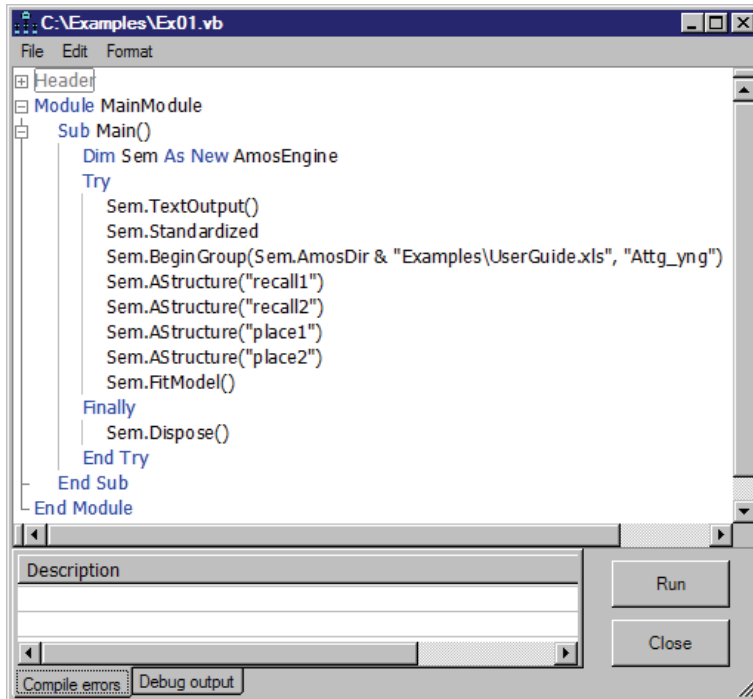 C:\Examples\Ex01.vb
File Edit Format
Header
Module MainModule
Sub Main()
Dim Sem As New AmosEngine
Try
Sem.TextOutput()
Sem.Standardized
Sem.BeginGroup(Sem.AmosDir & "Examples\UserGuide.xls", "Attg_yng")
Sem.AStructure("recall1")
Sem.AStructure("recall2")
Sem.AStructure("place1")
Sem.AStructure("place2")
Sem.FitModel()
Finally
Sem.Dispose()
End Try
End Sub
End Module
Description
Run
Close
Compile errors Debug output